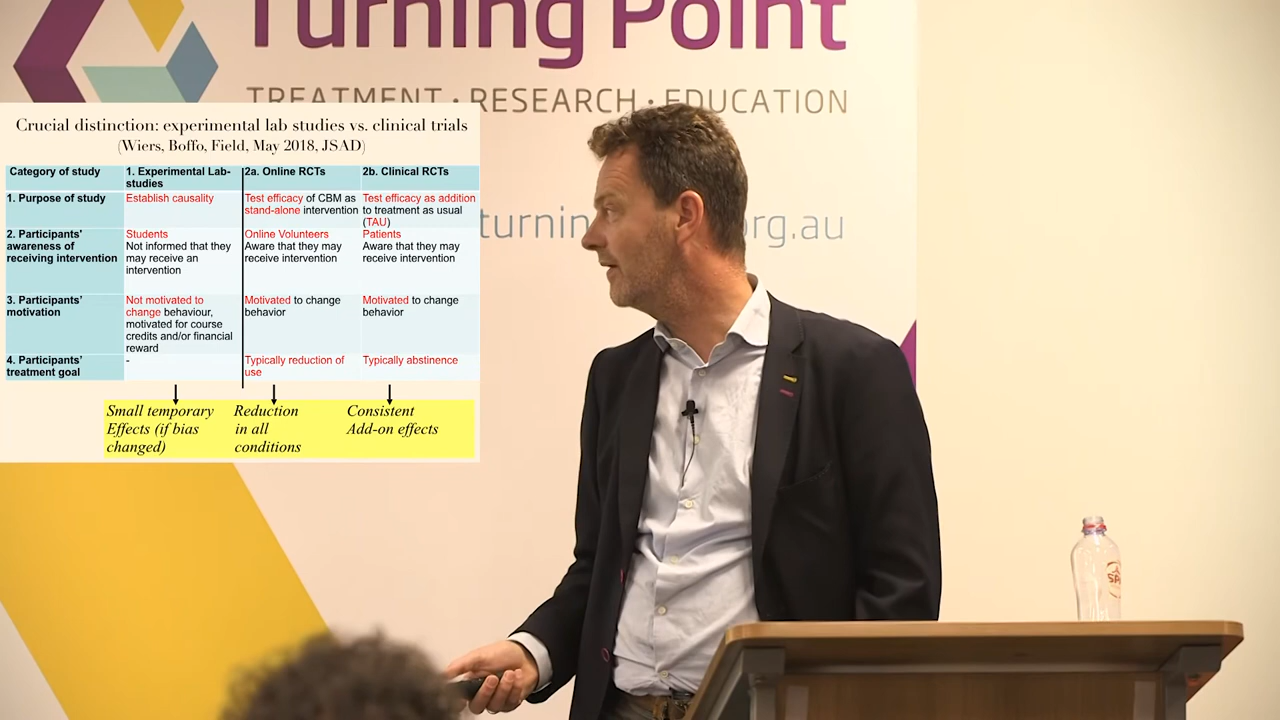 Turning Point
TREATMENT · RESEARCH · EDUCATION
turnin
org.au
Crucial distinction: experimental lab studies vs. clinical trials
(Wiers, Boffo, Field, May 2018, JSAD)
Category of study
1. Experimental Lab-
studies
2a. Online RCTs
2b. Clinical RCTs
1. Purpose of study
Establish causality
Test efficacy of CBM as
stand-alone intervention
Test efficacy as addition
to treatment as usual
(TAU)
2. Participants'
awareness of
receiving intervention
Students
Not informed that they
may receive an
intervention
Online Volunteers
Aware that they may
receive intervention
Patients
Aware that they may
receive intervention
3. Participants'
motivation
Not motivated to
change behaviour,
motivated for course
credits and/or financial
reward
Motivated to change
behavior
Motivated to change
behavior
4. Participants'
treatment goal
-
Typically reduction of
use
Typically abstinence
Small temporary
Effects (if bias
changed)
Reduction
in all
conditions
Consistent
Add-on effects